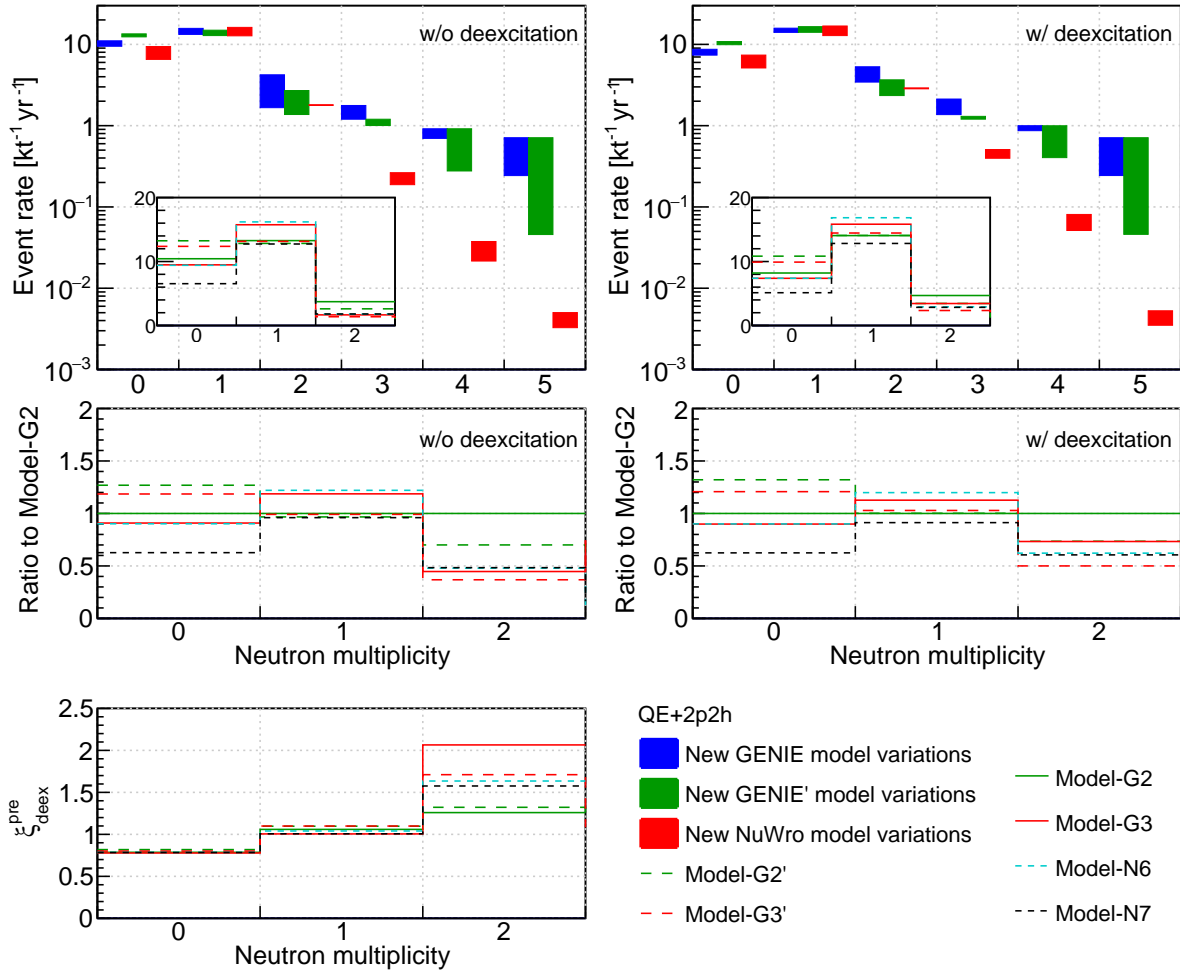 w/o deexcitation
Event rate [kt⁻¹ yr⁻¹]
10
1
10⁻¹
10⁻²
10⁻³
20
10
0
0 1 2
0 1 2 3 4 5
w/ deexcitation
Event rate [kt⁻¹ yr⁻¹]
10
1
10⁻¹
10⁻²
10⁻³
20
10
0
0 1 2
0 1 2 3 4 5
w/o deexcitation
Ratio to Model-G2
2
1.5
1
0.5
0
0 1 2
Neutron multiplicity
w/ deexcitation
Ratio to Model-G2
2
1.5
1
0.5
0
0 1 2
Neutron multiplicity
ξ^pre_deex
2.5
2
1.5
1
0.5
0
0 1 2
Neutron multiplicity
QE+2p2h
New GENIE model variations
New GENIE' model variations
New NuWro model variations
Model-G2'
Model-G3'
Model-G2
Model-G3
Model-N6
Model-N7